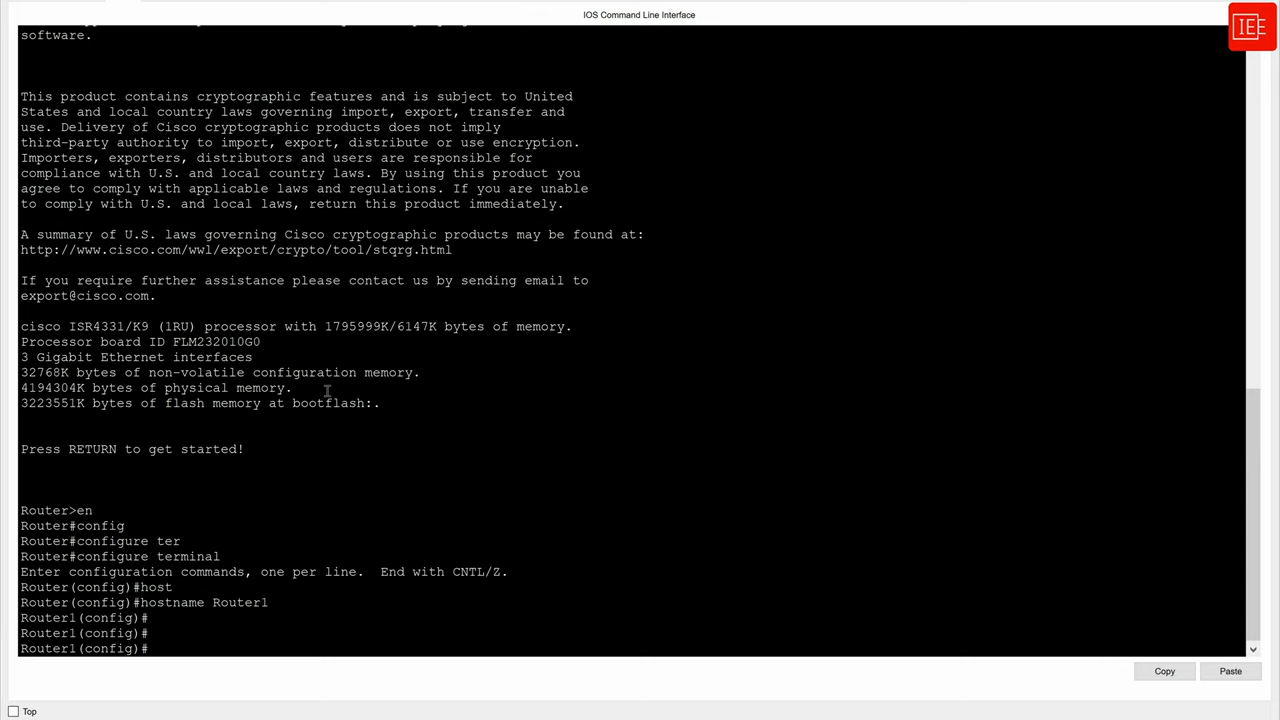 IOS Command Line Interface
IEE
software.
This product contains cryptographic features and is subject to United
States and local country laws governing import, export, transfer and
use. Delivery of Cisco cryptographic products does not imply
third-party authority to import, export, distribute or use encryption.
Importers, exporters, distributors and users are responsible for
compliance with U.S. and local country laws. By using this product you
agree to comply with applicable laws and regulations. If you are unable
to comply with U.S. and local laws, return this product immediately.
A summary of U.S. laws governing Cisco cryptographic products may be found at:
http://www.cisco.com/wwl/export/crypto/tool/stqrg.html
If you require further assistance please contact us by sending email to
export@cisco.com.
cisco ISR4331/K9 (1RU) processor with 1795999K/6147K bytes of memory.
Processor board ID FLM232010G0
3 Gigabit Ethernet interfaces
32768K bytes of non-volatile configuration memory.
4194304K bytes of physical memory.
3223551K bytes of flash memory at bootflash:.
Press RETURN to get started!
Router>en
Router#config
Router#configure ter
Router#configure terminal
Enter configuration commands, one per line.  End with CNTL/Z.
Router(config)#host
Router(config)#hostname Router1
Router1(config)#
Router1(config)#
Router1(config)#
Copy
Paste
Top